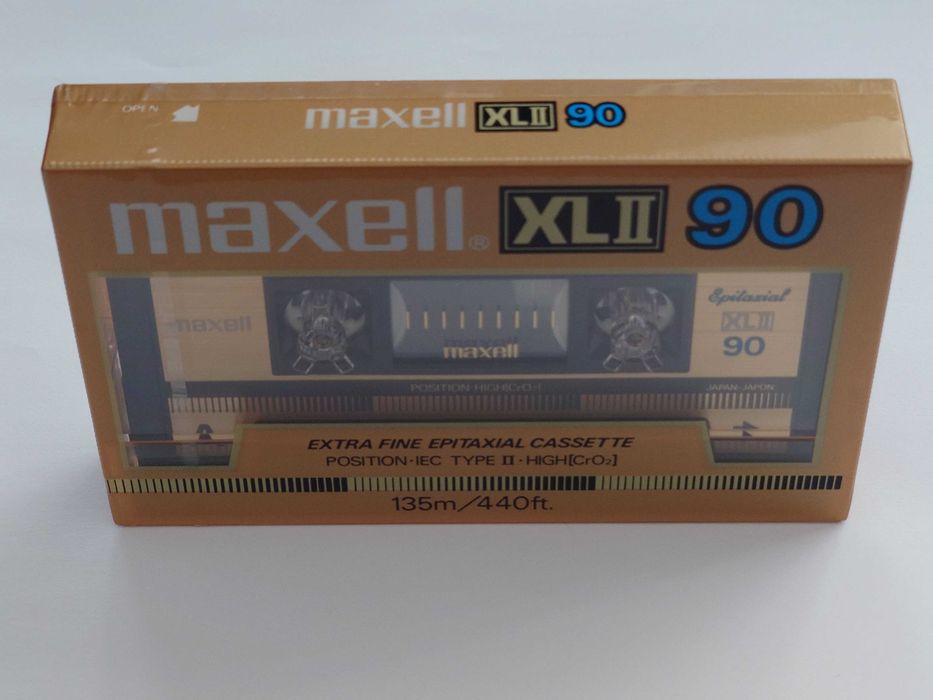 OPEN maxell XLII 90
maxell® XLII 90
maxell
maxell
Epitaxial
XLII
90
POSITION·HIGH[CrO₂]
JAPAN-JAPON
A
EXTRA FINE EPITAXIAL CASSETTE
POSITION·IEC TYPE II·HIGH[CrO₂]
135m/440ft.